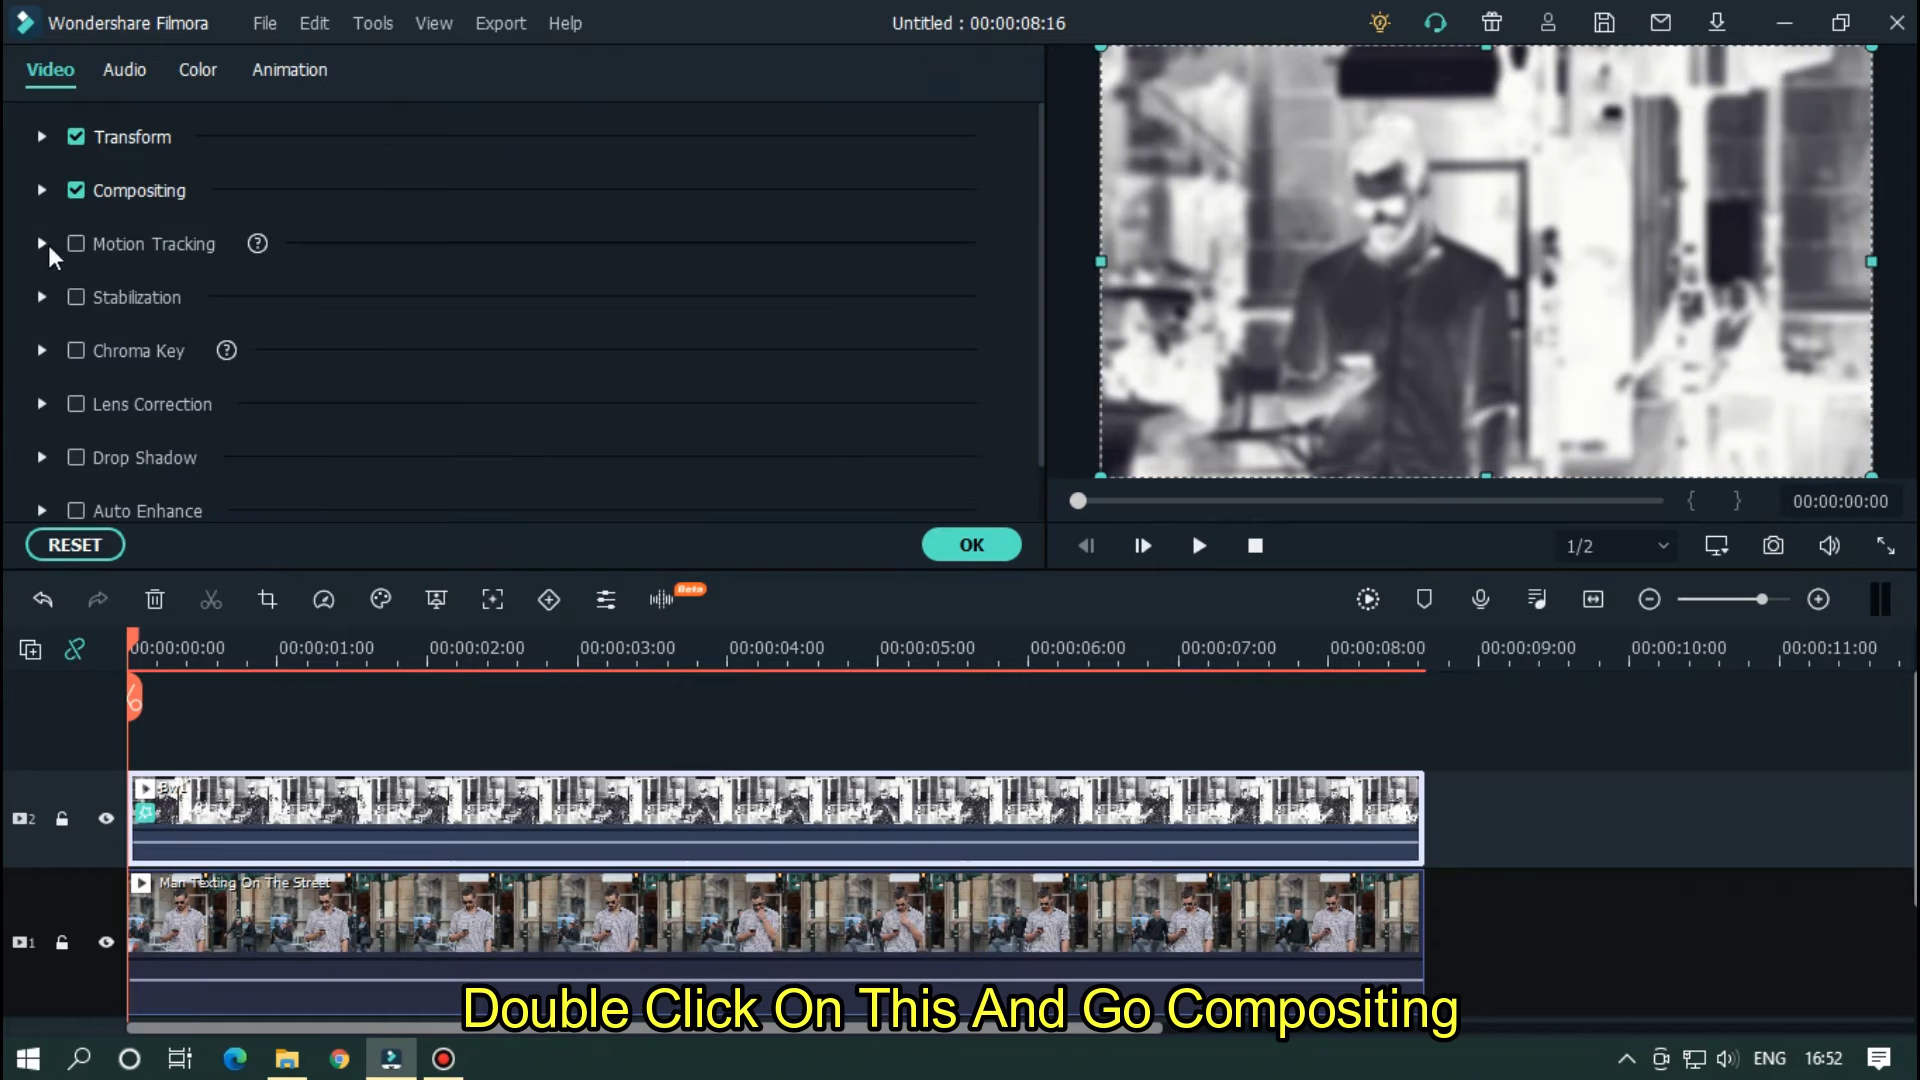 Wondershare Filmora
File
Edit
Tools
View
Export
Help
Untitled : 00:00:08:16
Video
Audio
Color
Animation
Transform
Compositing
Motion Tracking
?
Stabilization
Chroma Key
?
Lens Correction
Drop Shadow
Auto Enhance
RESET
OK
{ }
00:00:00:00
1/2
Beta
00:00:00:00
00:00:01:00
00:00:02:00
00:00:03:00
00:00:04:00
00:00:05:00
00:00:06:00
00:00:07:00
00:00:08:00
00:00:09:00
00:00:10:00
00:00:11:00
2
1
Man Texting On The Street
Double Click On This And Go Compositing
ENG
16:52